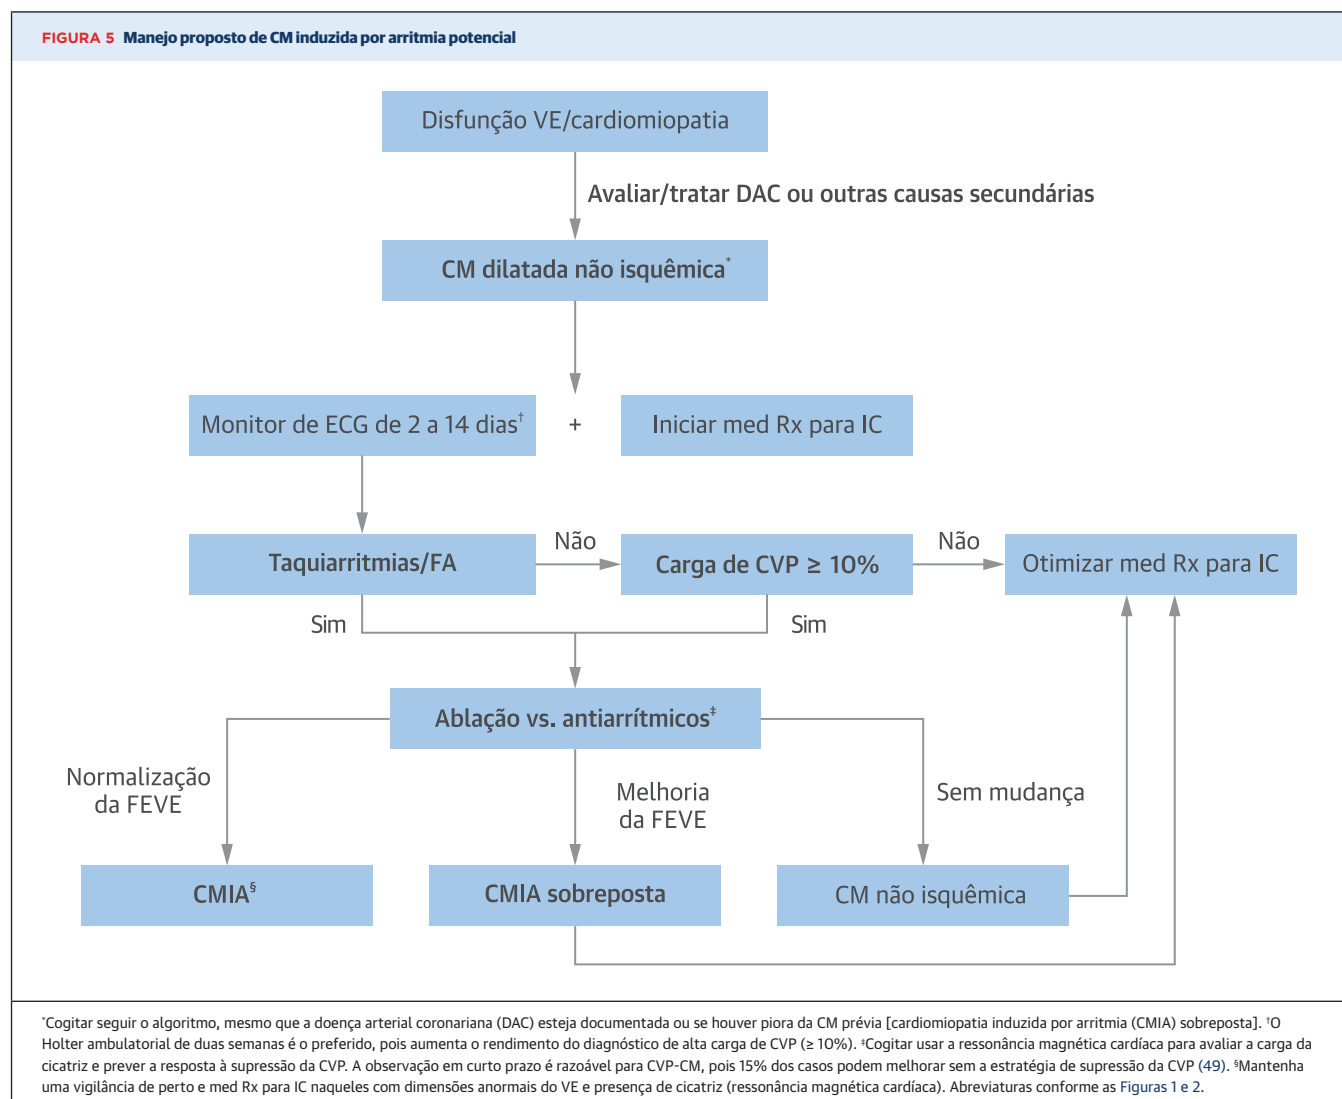 FIGURA 5 Manejo proposto de CM induzida por arritmia potencial
Disfunção VE/cardiomiopatia
Avaliar/tratar DAC ou outras causas secundárias
CM dilatada não isquêmica*
Monitor de ECG de 2 a 14 dias†
+
Iniciar med Rx para IC
Taquiarritmias/FA
Não
Carga de CVP ≥ 10%
Não
Otimizar med Rx para IC
Sim
Sim
Ablação vs. antiarrítmicos‡
Normalização
da FEVE
Melhoria
da FEVE
Sem mudança
CMIA§
CMIA sobreposta
CM não isquêmica
*Cogitar seguir o algoritmo, mesmo que a doença arterial coronariana (DAC) esteja documentada ou se houver piora da CM prévia [cardiomiopatia induzida por arritmia (CMIA) sobreposta]. †O
Holter ambulatorial de duas semanas é o preferido, pois aumenta o rendimento do diagnóstico de alta carga de CVP (≥ 10%). ‡Cogitar usar a ressonância magnética cardíaca para avaliar a carga da
cicatriz e prever a resposta à supressão da CVP. A observação em curto prazo é razoável para CVP-CM, pois 15% dos casos podem melhorar sem a estratégia de supressão da CVP (49). §Mantenha
uma vigilância de perto e med Rx para IC naqueles com dimensões anormais do VE e presença de cicatriz (ressonância magnética cardíaca). Abreviaturas conforme as Figuras 1 e 2.